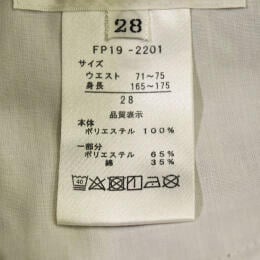 28
FP19-2201
サイズ
ウエスト 71～75
身長 165～175
28
品質表示
本体
ポリエステル 100%
一部分
ポリエステル 65%
綿 35%
40